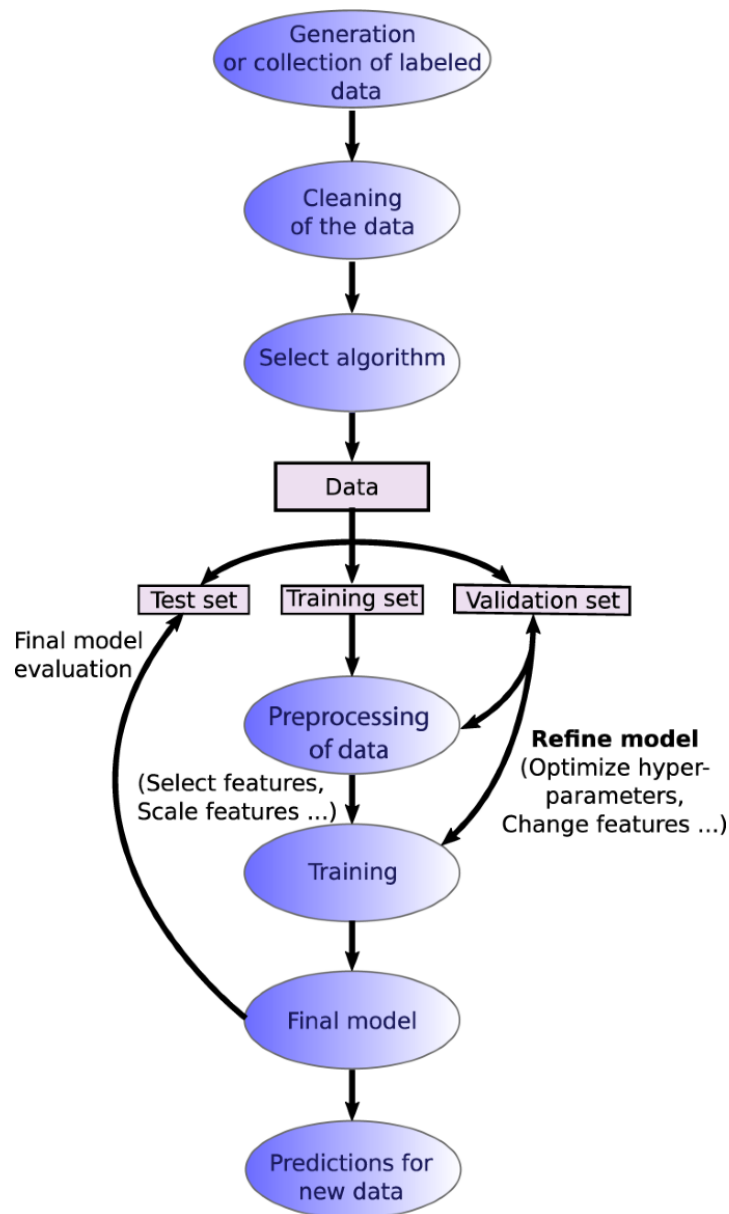 Generation
or collection of labeled
data
Cleaning
of the data
Select algorithm
Data
Test set
Training set
Validation set
Final model
evaluation
Preprocessing
of data
(Select features,
Scale features ...)
Refine model
(Optimize hyper-
parameters,
Change features ...)
Training
Final model
Predictions for
new data